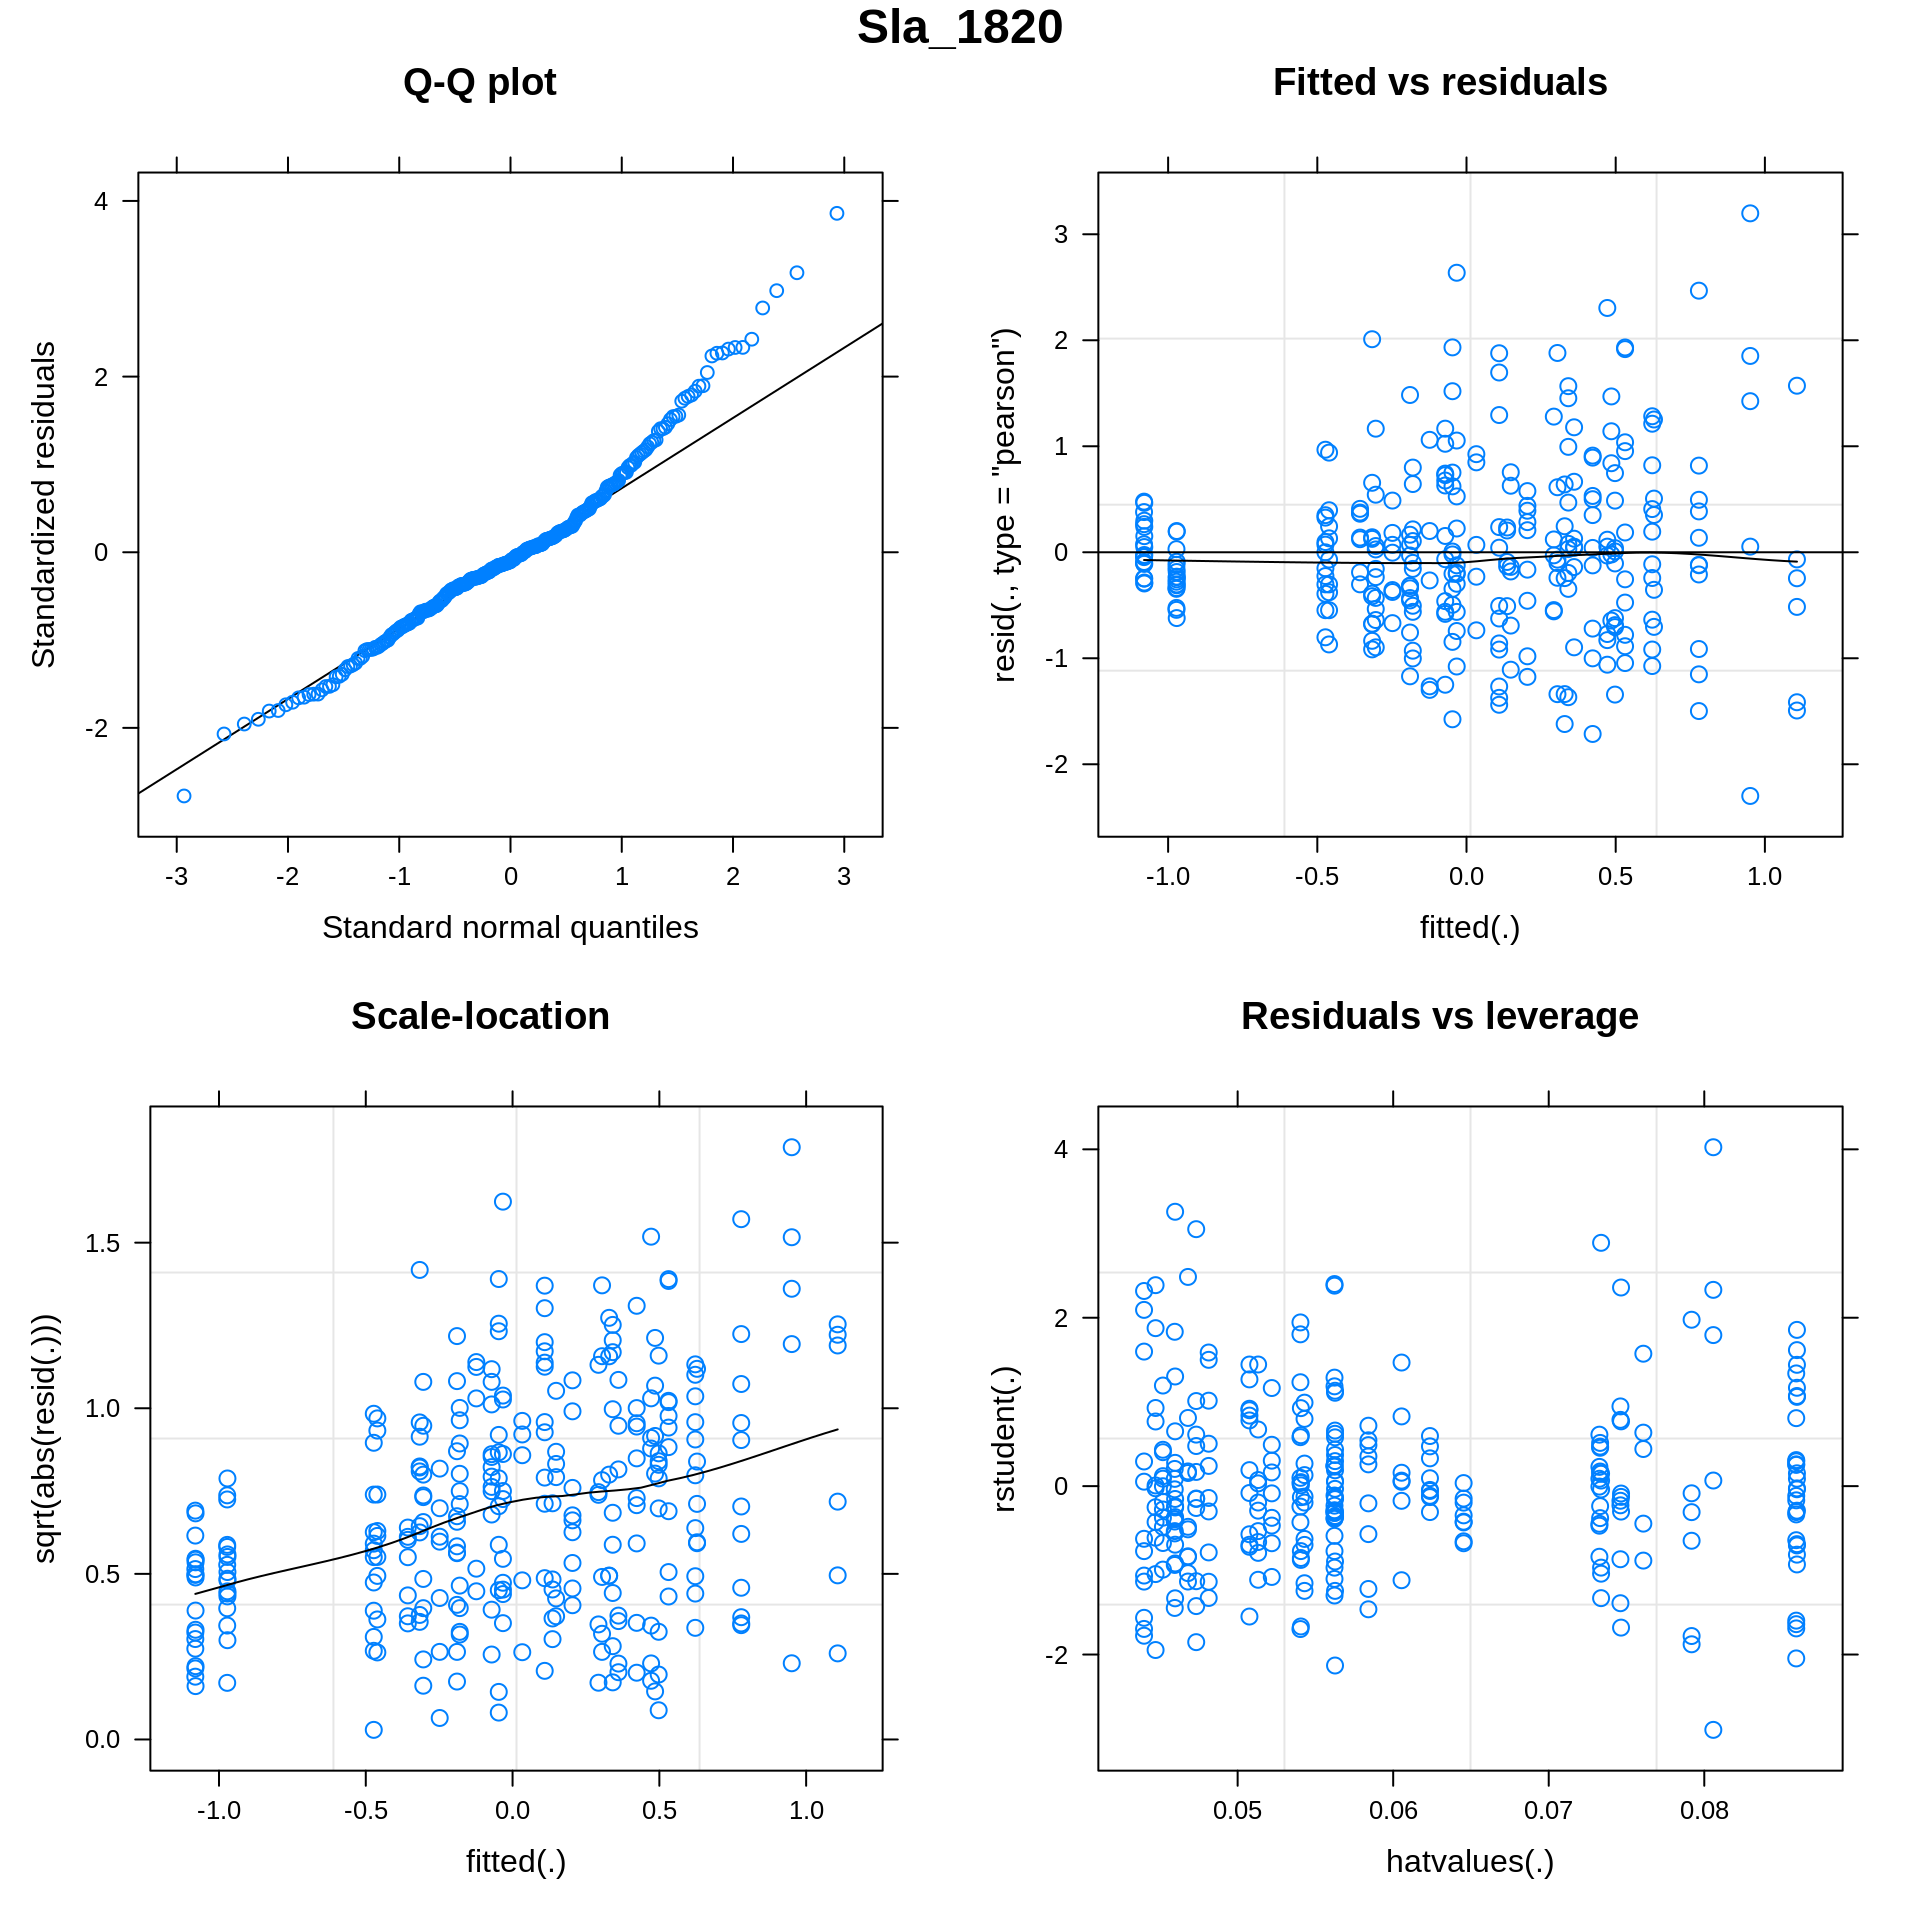 Sla_1820
Q-Q plot
Fitted vs residuals
4
2
0
-2
Standardized residuals
-3 -2 -1 0 1 2 3
Standard normal quantiles
3
2
1
0
-1
-2
resid(., type = "pearson")
-1.0 -0.5 0.0 0.5 1.0
fitted(.)
Scale-location
Residuals vs leverage
1.5
1.0
0.5
0.0
sqrt(abs(resid(.)))
-1.0 -0.5 0.0 0.5 1.0
fitted(.)
4
2
0
-2
rstudent(.)
0.05 0.06 0.07 0.08
hatvalues(.)